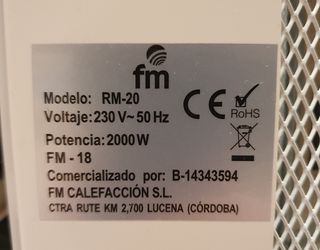 fm
Modelo: RM-20
Voltaje: 230 V~ 50 Hz
CE RoHS
Potencia: 2000 W
FM - 18
Comercializado por: B-14343594
FM CALEFACCIÓN S.L.
CTRA RUTE KM 2,700 LUCENA (CÓRDOBA)